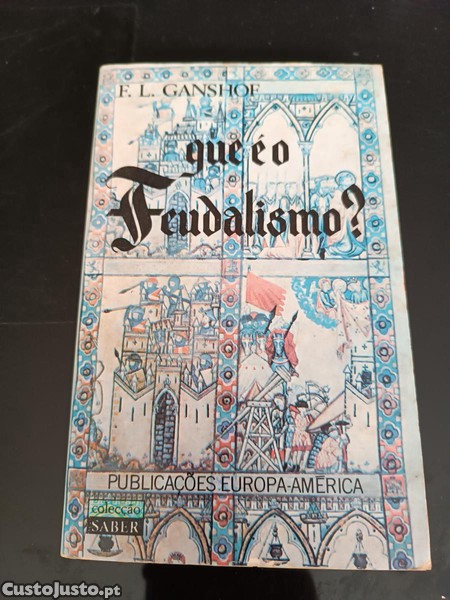 F. L. GANSHOF
que é o
Feudalismo?
PUBLICAÇÕES EUROPA-AMÉRICA
colecção
SABER
CustoJusto.pt